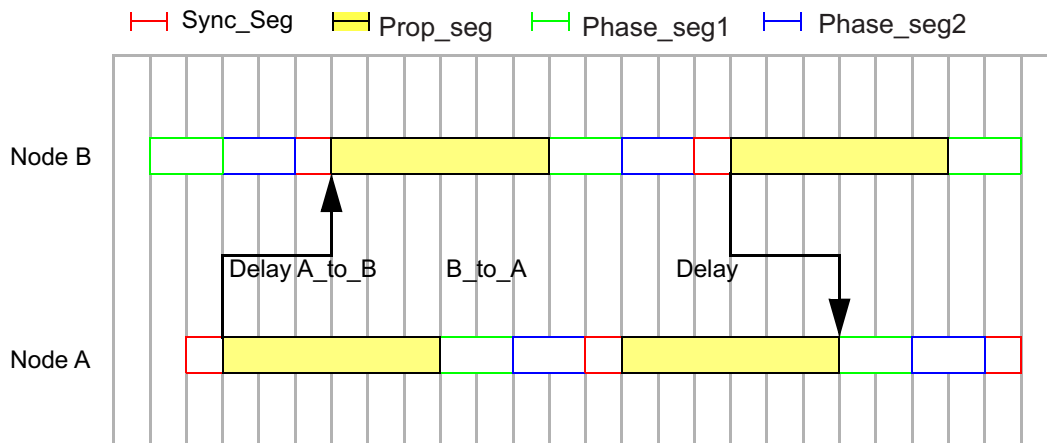 Sync_Seg Prop_seg Phase_seg1 Phase_seg2
Node B
Delay A_to_B B_to_A Delay
Node A